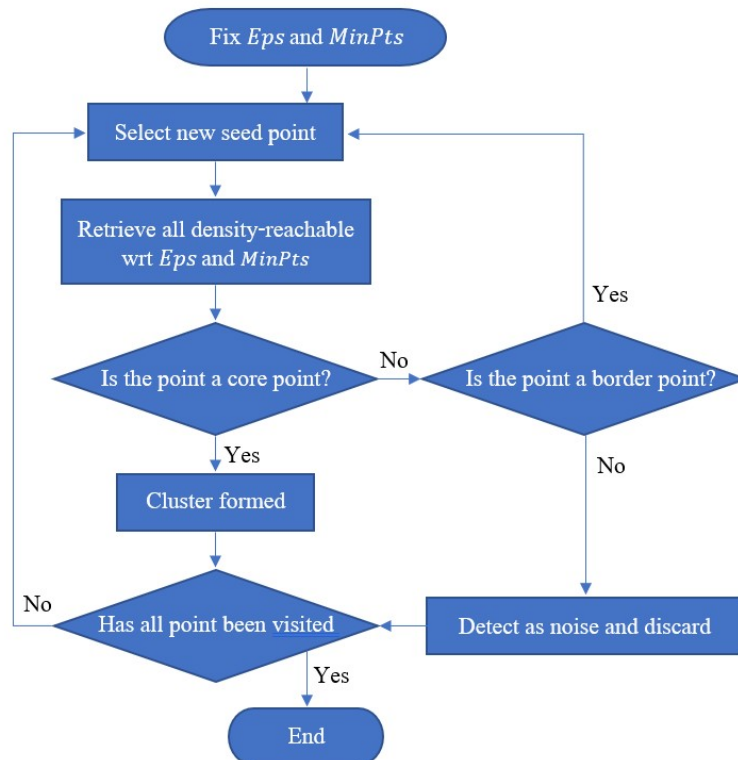 Fix Eps and MinPts
Select new seed point
Retrieve all density-reachable
wrt Eps and MinPts
Yes
Is the point a core point?
No
Is the point a border point?
Yes
No
Cluster formed
No
Has all point been visited
Detect as noise and discard
Yes
End